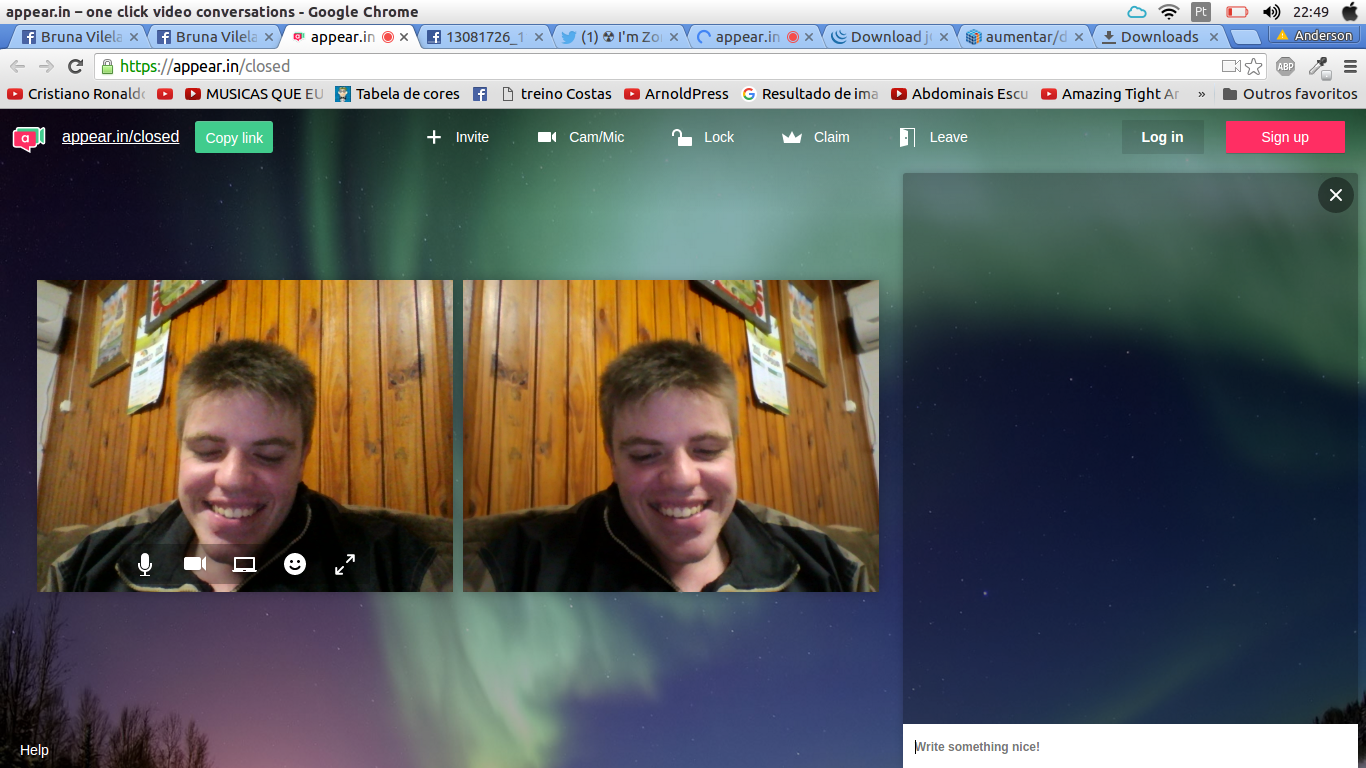 appear.in – one click video conversations - Google Chrome
Pt
22:49
Bruna Vilela
Bruna Vilela
appear.in
13081726_1
(1) ☢ I'm Zo
appear.in
Download j
aumentar/d
Downloads
Anderson
https://appear.in/closed
ABP
Cristiano Ronald
MUSICAS QUE EU
Tabela de cores
treino Costas
ArnoldPress
Resultado de ima
Abdominais Escu
Amazing Tight Ar
»
Outros favoritos
appear.in/closed
Copy link
Invite
Cam/Mic
Lock
Claim
Leave
Log in
Sign up
Help
Write something nice!